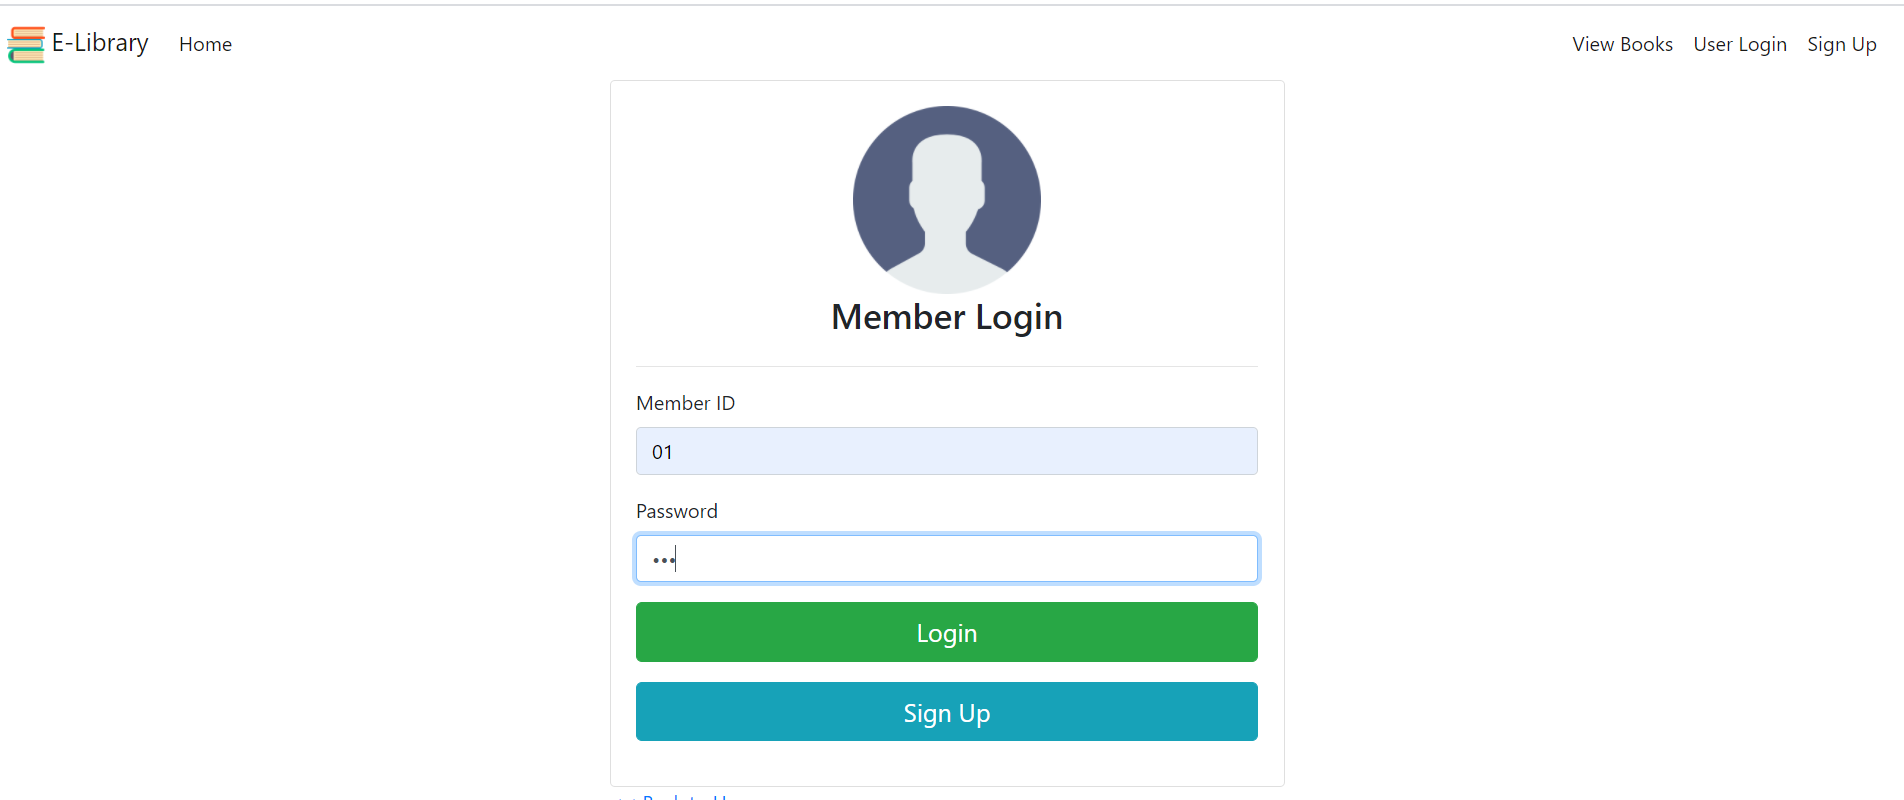 E-Library Home View Books User Login Sign Up
Member Login
Member ID
01
Password
•••
Login
Sign Up